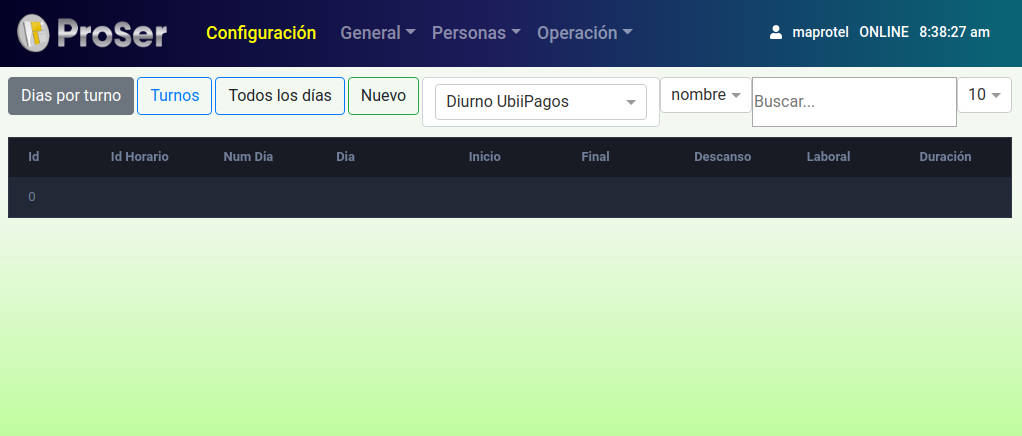 ProSer Configuración General Personas Operación maprotel ONLINE 8:38:27 am
Dias por turno Turnos Todos los días Nuevo Diurno UbiiPagos nombre Buscar... 10
Id Id Horario Num Día Dia Inicio Final Descanso Laboral Duración
0